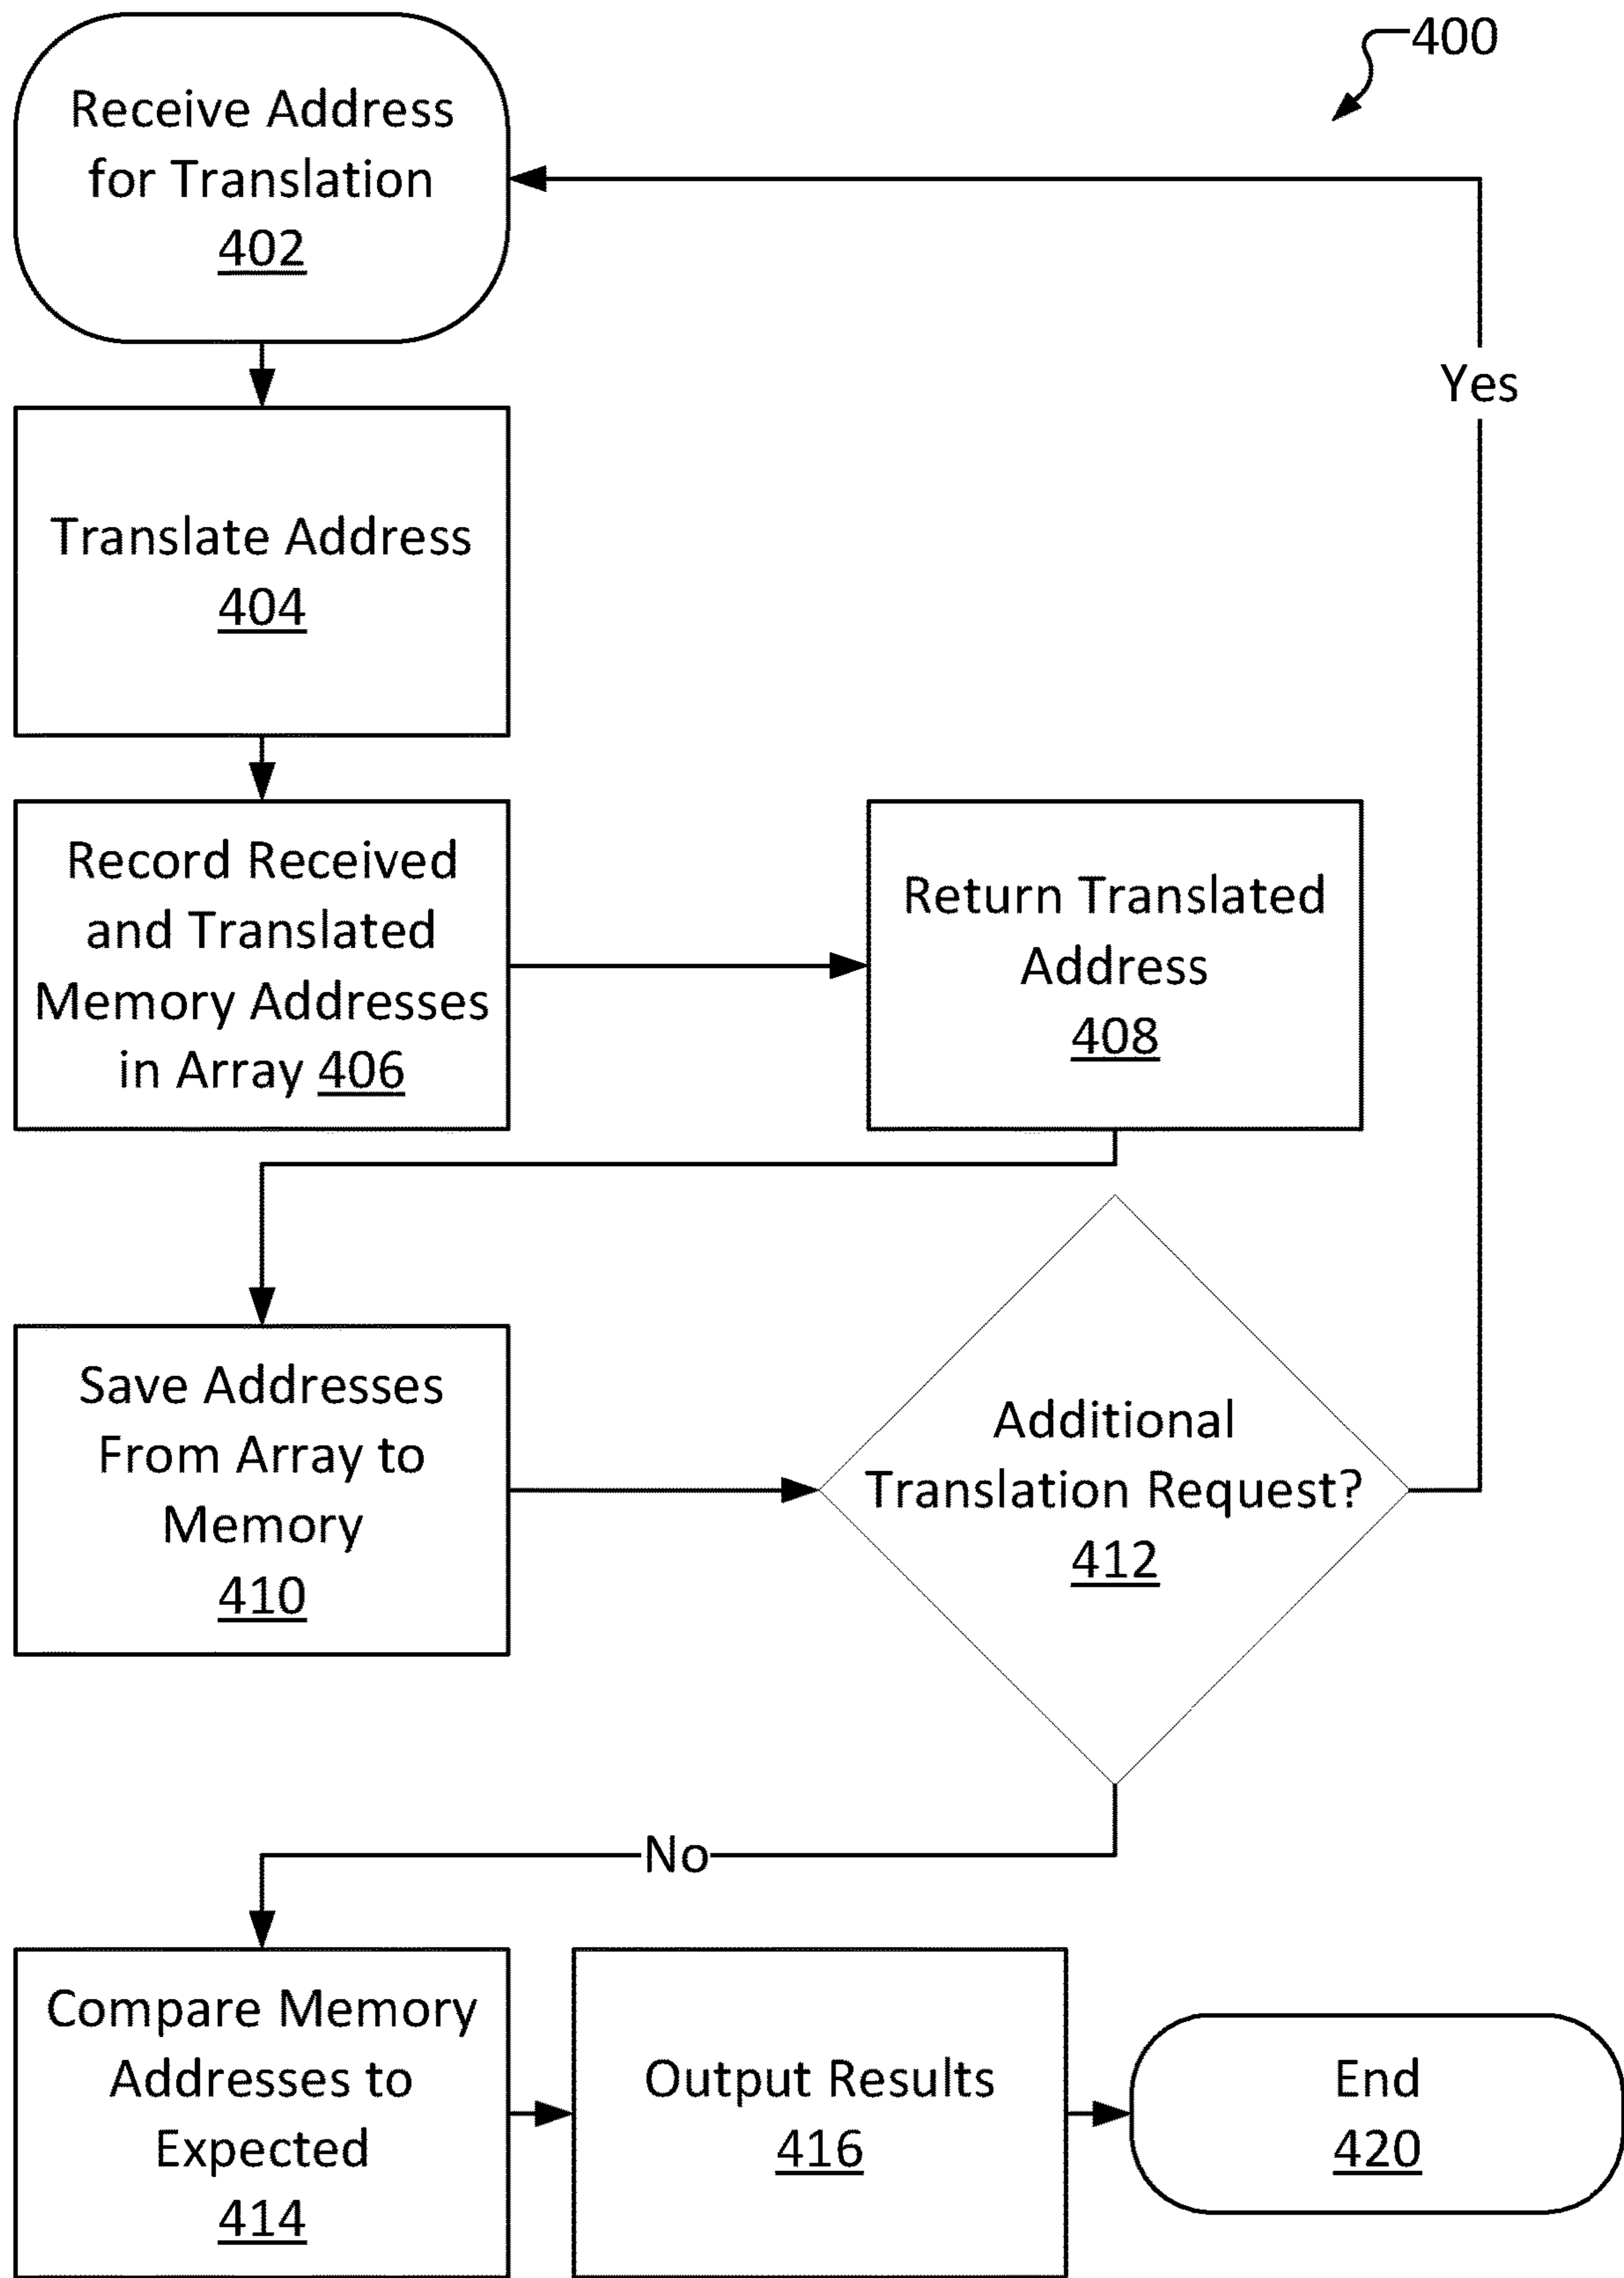 400
Receive Address
for Translation
402
Yes
Translate Address
404
Record Received
and Translated
Memory Addresses
in Array 406
Return Translated
Address
408
Save Addresses
From Array to
Memory
410
Additional
Translation Request?
412
No
Compare Memory
Addresses to
Expected
414
Output Results
416
End
420